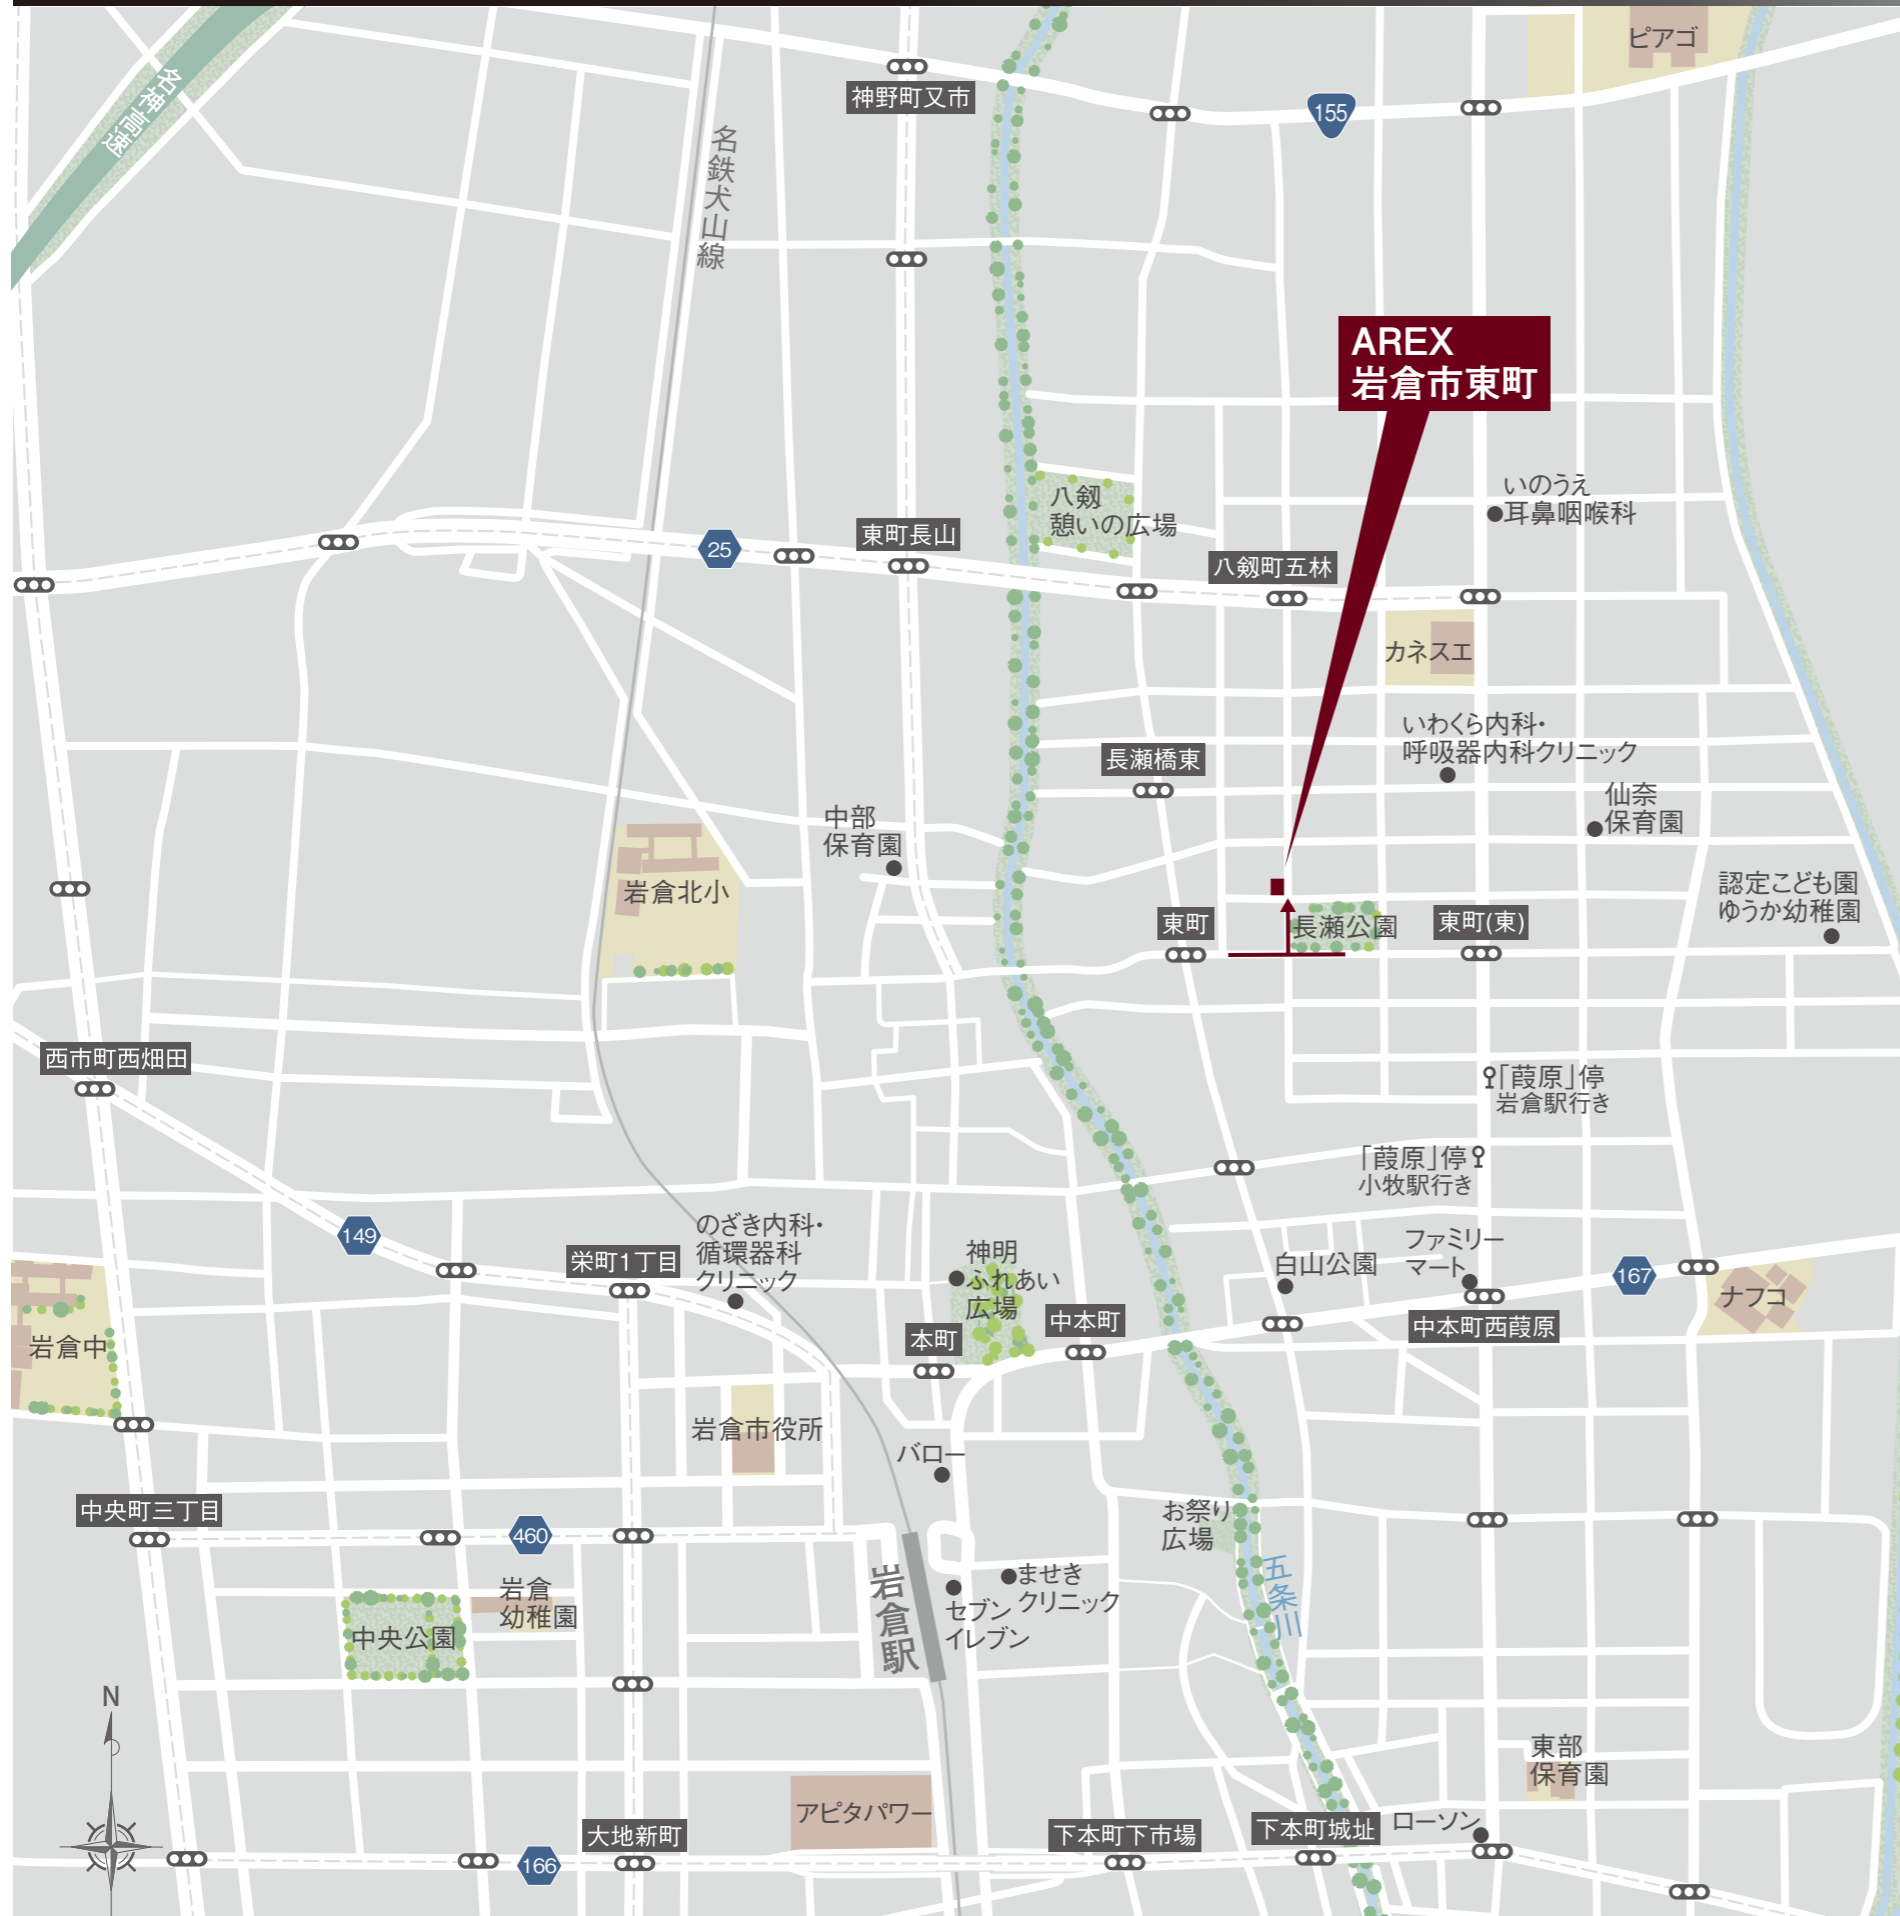 ピアゴ
名神高速
神野町又市
155
名鉄犬山線
AREX
岩倉市東町
いのうえ
耳鼻咽喉科
八剱
憩いの広場
東町長山
25
八剱町五林
カネスエ
いわくら内科・
呼吸器内科クリニック
長瀬橋東
仙奈
保育園
中部
保育園
岩倉北小
認定こども園
ゆうか幼稚園
東町
長瀬公園
東町(東)
西市町西畑田
「葭原」停
岩倉駅行き
「葭原」停
小牧駅行き
149
のざき内科・
循環器科
クリニック
栄町1丁目
神明
ふれあい
広場
白山公園
ファミリー
マート
167
ナフコ
中本町
本町
中本町西葭原
岩倉中
岩倉市役所
バロー
中央町三丁目
460
お祭り
広場
五条川
岩倉駅
ませき
クリニック
セブン
イレブン
岩倉
幼稚園
中央公園
N
東部
保育園
アピタパワー
大地新町
166
下本町下市場
下本町城址
ローソン